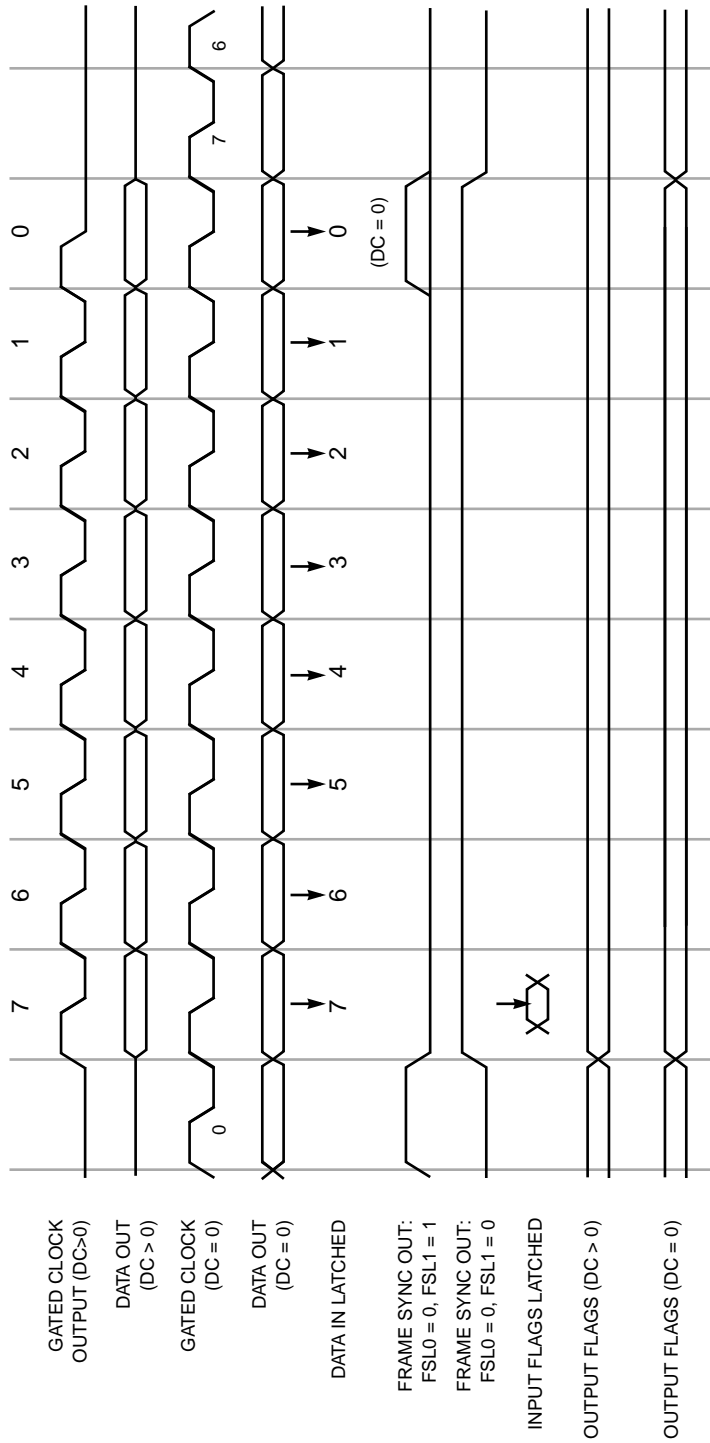 7 6 5 4 3 2 1 0
GATED CLOCK
OUTPUT (DC>0)
DATA OUT
(DC > 0)
GATED CLOCK
(DC = 0)
0 7 6
DATA OUT
(DC = 0)
DATA IN LATCHED
7 6 5 4 3 2 1 0
(DC = 0)
FRAME SYNC OUT:
FSL0 = 0, FSL1 = 1
FRAME SYNC OUT:
FSL0 = 0, FSL1 = 0
INPUT FLAGS LATCHED
OUTPUT FLAGS (DC > 0)
OUTPUT FLAGS (DC = 0)